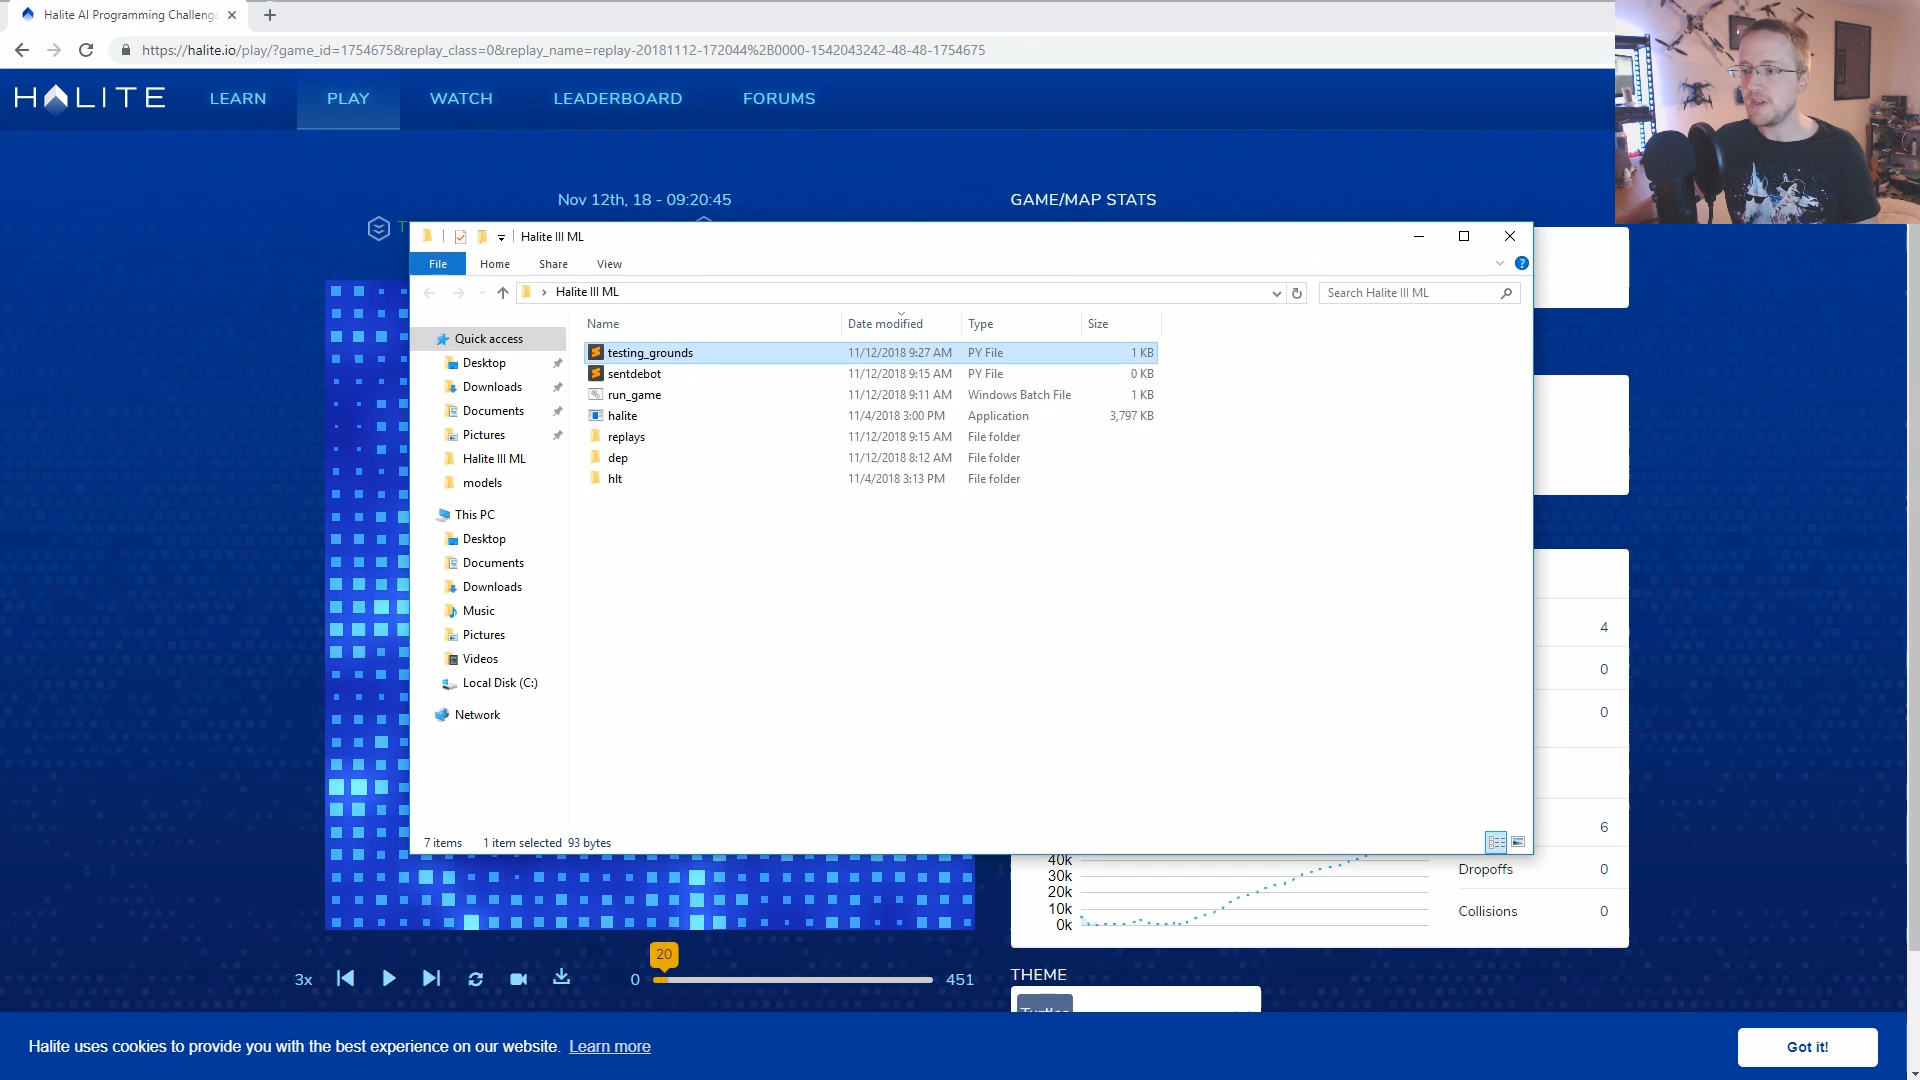 Halite AI Programming Challenge
https://halite.io/play/?game_id=1754675&replay_class=0&replay_name=replay-20181112-172044%2B0000-1542043242-48-48-1754675
HALITE
LEARN
PLAY
WATCH
LEADERBOARD
FORUMS
Nov 12th, 18 - 09:20:45
GAME/MAP STATS
T
Halite III ML
File
Home
Share
View
Halite III ML
Search Halite III ML
Name
Date modified
Type
Size
Quick access
Desktop
Downloads
Documents
Pictures
Halite III ML
models
This PC
Desktop
Documents
Downloads
Music
Pictures
Videos
Local Disk (C:)
Network
testing_grounds 11/12/2018 9:27 AM PY File 1 KB
sentdebot 11/12/2018 9:15 AM PY File 0 KB
run_game 11/12/2018 9:11 AM Windows Batch File 1 KB
halite 11/4/2018 3:00 PM Application 3,797 KB
replays 11/12/2018 9:15 AM File folder
dep 11/12/2018 8:12 AM File folder
hlt 11/4/2018 3:13 PM File folder
7 items 1 item selected 93 bytes
4
0
0
6
40k
30k
20k
10k
0k
Dropoffs 0
Collisions 0
3x
0
20
451
THEME
Halite uses cookies to provide you with the best experience on our website. Learn more
Got it!